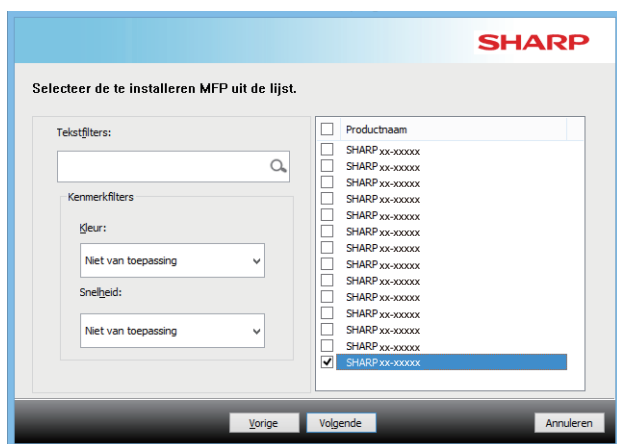 SHARP
Selecteer de te installeren MFP uit de lijst.
Tekstfilters:
Kenmerkfilters
Kleur:
Niet van toepassing
Snelheid:
Niet van toepassing
Productnaam
SHARP xx-xxxxx
SHARP xx-xxxxx
SHARP xx-xxxxx
SHARP xx-xxxxx
SHARP xx-xxxxx
SHARP xx-xxxxx
SHARP xx-xxxxx
SHARP xx-xxxxx
SHARP xx-xxxxx
SHARP xx-xxxxx
SHARP xx-xxxxx
SHARP xx-xxxxx
SHARP xx-xxxxx
SHARP xx-xxxxx
Vorige
Volgende
Annuleren